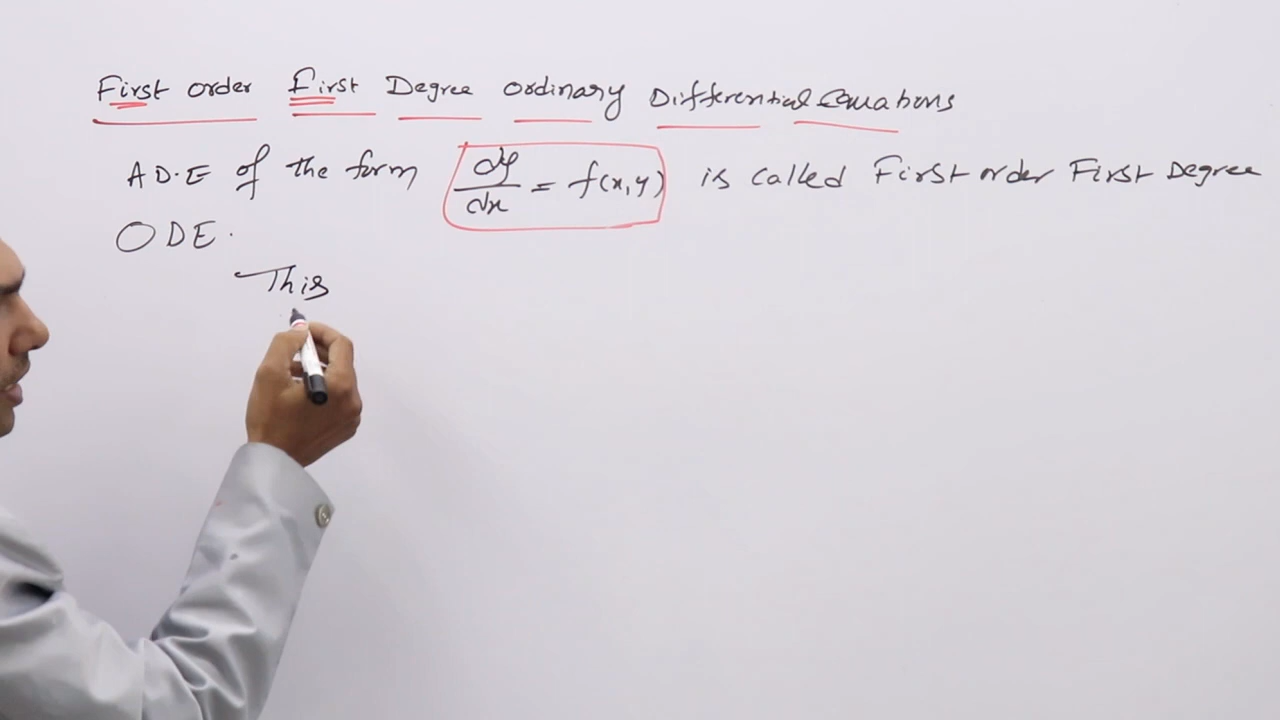 First order First Degree ordinary Differential Equations
A D.E of the form dy/dx = f(x,y) is called First order First Degree
ODE.
This